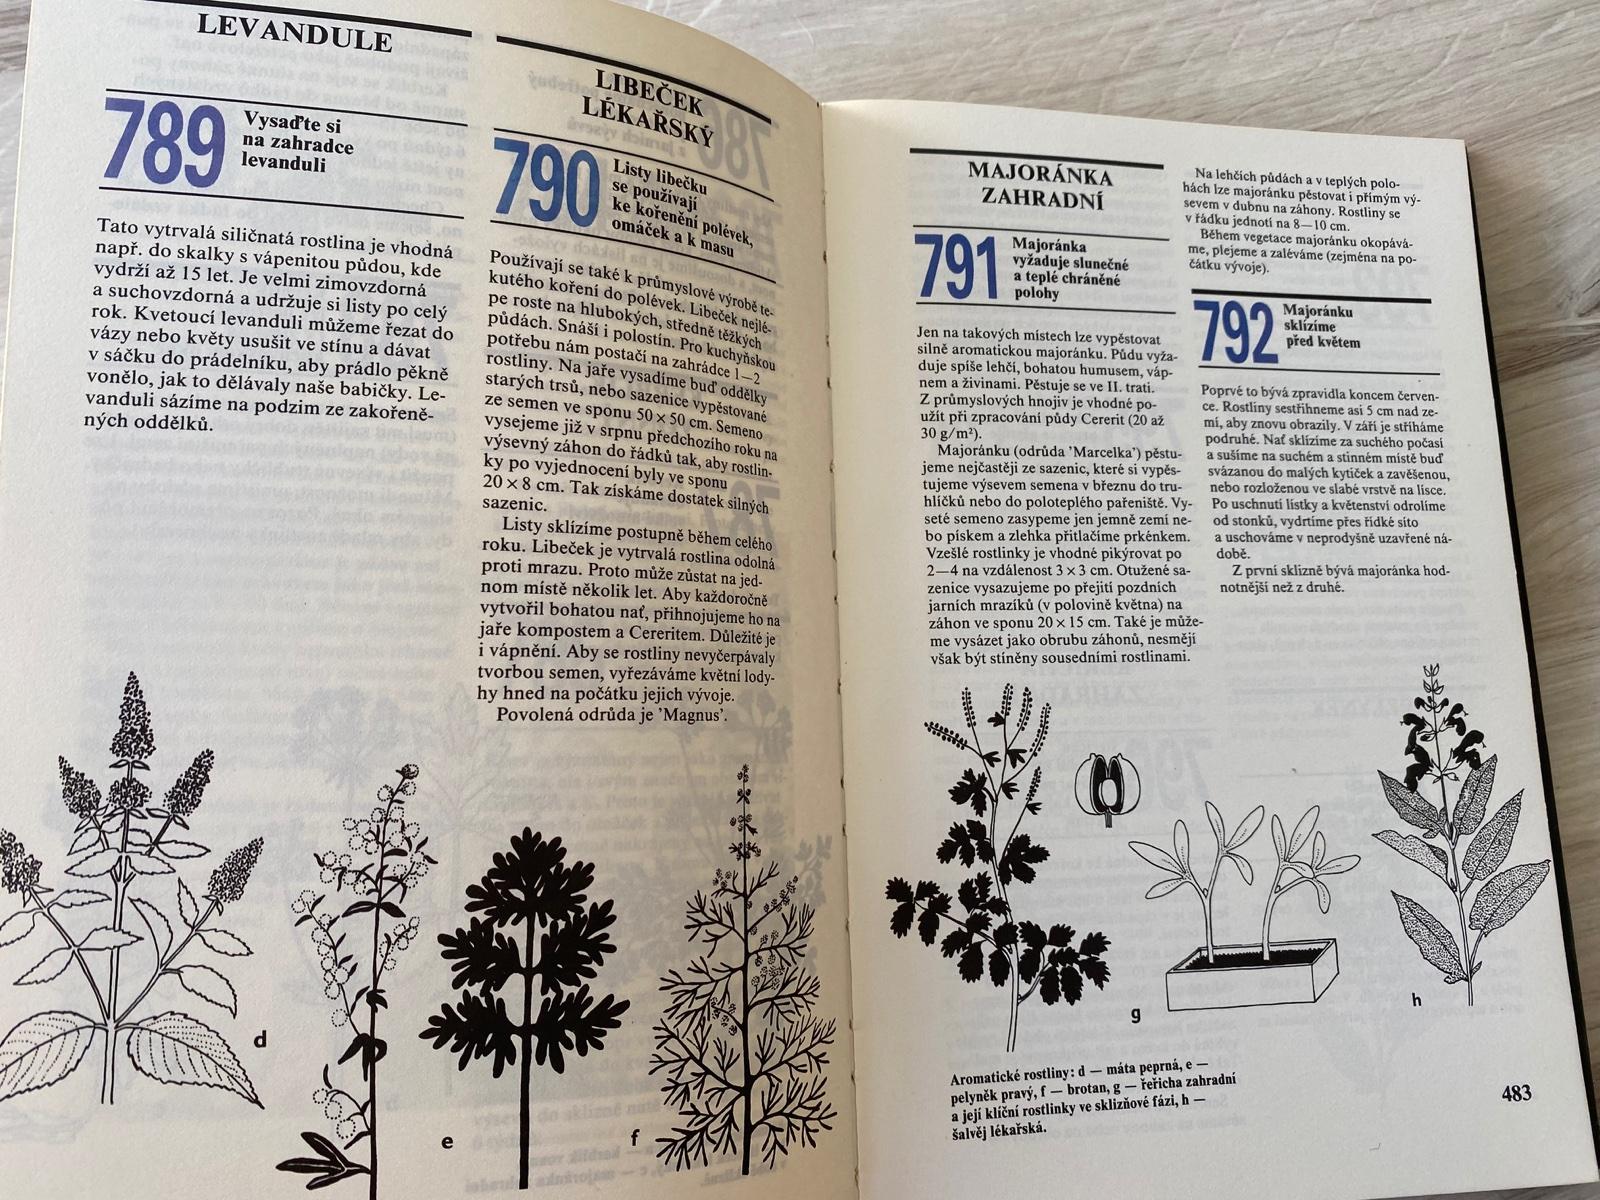 LEVANDULE
789
Vysaďte si
na zahradce
levanduli
Tato vytrvalá siličnatá rostlina je vhodná
např. do skalky s vápenitou půdou, kde
vydrží až 15 let. Je velmi zimovzdorná
a suchovzdorná a udržuje si listy po celý
rok. Kvetoucí levanduli můžeme řezat do
vázy nebo květy usušit ve stínu a dávat
v sáčku do prádelníku, aby prádlo pěkně
vonělo, jak to dělávaly naše babičky. Le-
vanduli sázíme na podzim ze zakořeně-
ných oddělků.
LIBEČEK
LÉKAŘSKÝ
790
Listy libečku
se používají
ke kořenění polévek,
omáček a k masu
Používají se také k průmyslové výrobě te-
kutého koření do polévek. Libeček nejlé-
pe roste na hlubokých, středně těžkých
půdách. Snáší i polostín. Pro kuchyňskou
potřebu nám postačí na zahrádce 1—2
rostliny. Na jaře vysadíme buď oddělky
starých trsů, nebo sazenice vypěstované
ze semen ve sponu 50 × 50 cm. Semeno
vysejeme již v srpnu předchozího roku na
výsevný záhon do řádků tak, aby rostlin-
ky po vyjednocení byly ve sponu
20 × 8 cm. Tak získáme dostatek silných
sazenic.
Listy sklízíme postupně během celého
roku. Libeček je vytrvalá rostlina odolná
proti mrazu. Proto může zůstat na jed-
nom místě několik let. Aby každoročně
vytvořil bohatou nať, přihnojujeme ho na
jaře kompostem a Cereritem. Důležité je
i vápnění. Aby se rostliny nevyčerpávaly
tvorbou semen, vyřezáváme květní lody-
hy hned na počátku jejich vývoje.
Povolená odrůda je 'Magnus'.
d
e
f
MAJORÁNKA
ZAHRADNÍ
791
Majoránka
vyžaduje slunečné
a teplé chráněné
polohy
Jen na takových místech lze vypěstovat
silně aromatickou majoránku. Půdu vyža-
duje spíše lehčí, bohatou humusem, váp-
nem a živinami. Pěstuje se ve II. trati.
Z průmyslových hnojiv je vhodné po-
užít při zpracování půdy Cererit (20 až
30 g/m²).
Majoránku (odrůda 'Marcelka') pěstu-
jeme nejčastěji ze sazenic, které si vypěs-
tujeme výsevem semena v březnu do tru-
hlíčků nebo do poloteplého pařeniště. Vy-
seté semeno zasypeme jen jemně zemí ne-
bo pískem a zlehka přitlačíme prkénkem.
Vzešlé rostlinky je vhodné pikýrovat po
2—4 na vzdálenost 3 × 3 cm. Otužené sa-
zenice vysazujeme po přejití pozdních
jarních mrazíků (v polovině května) na
záhon ve sponu 20 × 15 cm. Také je může-
me vysázet jako obrubu záhonů, nesmějí
však být stíněny sousedními rostlinami.
Na lehčích půdách a v teplých polo-
hách lze majoránku pěstovat i přímým vý-
sevem v dubnu na záhony. Rostliny se
v řádku jednotí na 8—10 cm.
Během vegetace majoránku okopává-
me, plejeme a zaléváme (zejména na po-
čátku vývoje).
792
Majoránku
sklízíme
před květem
Poprvé to bývá zpravidla koncem červen-
ce. Rostliny sestřihneme asi 5 cm nad ze-
mí, aby znovu obrazily. V září je stříháme
podruhé. Nať sklízíme za suchého počasí
a sušíme na suchém a stinném místě buď
svázanou do malých kytiček a zavěšenou,
nebo rozloženou ve slabé vrstvě na lísce.
Po uschnutí lístky a květenství odrolíme
od stonků, vydrtíme přes řídké síto
a uschováme v neprodyšně uzavřené ná-
době.
Z první sklizně bývá majoránka hod-
notnější než z druhé.
g
h
Aromatické rostliny: d — máta peprná, e —
pelyněk pravý, f — brotan, g — řeřicha zahradní
a její klíční rostlinky ve sklizňové fázi, h —
šalvěj lékařská.
483